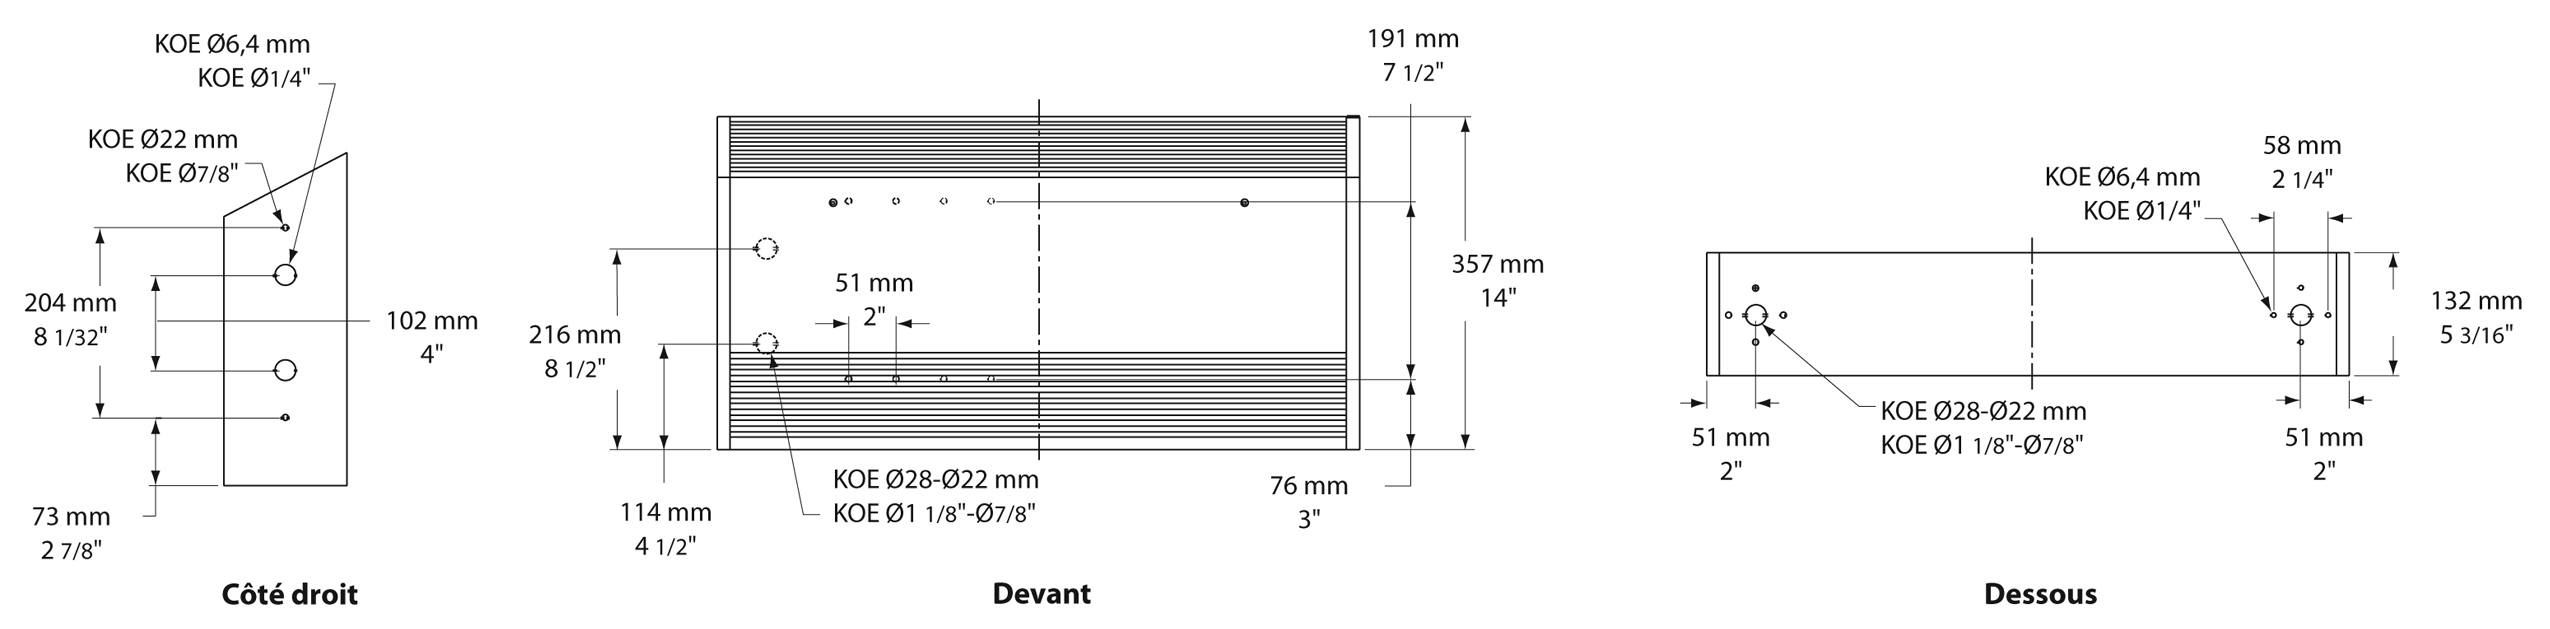 KOE Ø6,4 mm
KOE Ø1/4"
KOE Ø22 mm
KOE Ø7/8"
204 mm
8 1/32"
102 mm
4"
73 mm
2 7/8"
Côté droit
191 mm
7 1/2"
357 mm
14"
51 mm
2"
216 mm
8 1/2"
114 mm
4 1/2"
KOE Ø28-Ø22 mm
KOE Ø1 1/8"-Ø7/8"
76 mm
3"
Devant
58 mm
2 1/4"
KOE Ø6,4 mm
KOE Ø1/4"
132 mm
5 3/16"
KOE Ø28-Ø22 mm
KOE Ø1 1/8"-Ø7/8"
51 mm
2"
51 mm
2"
Dessous